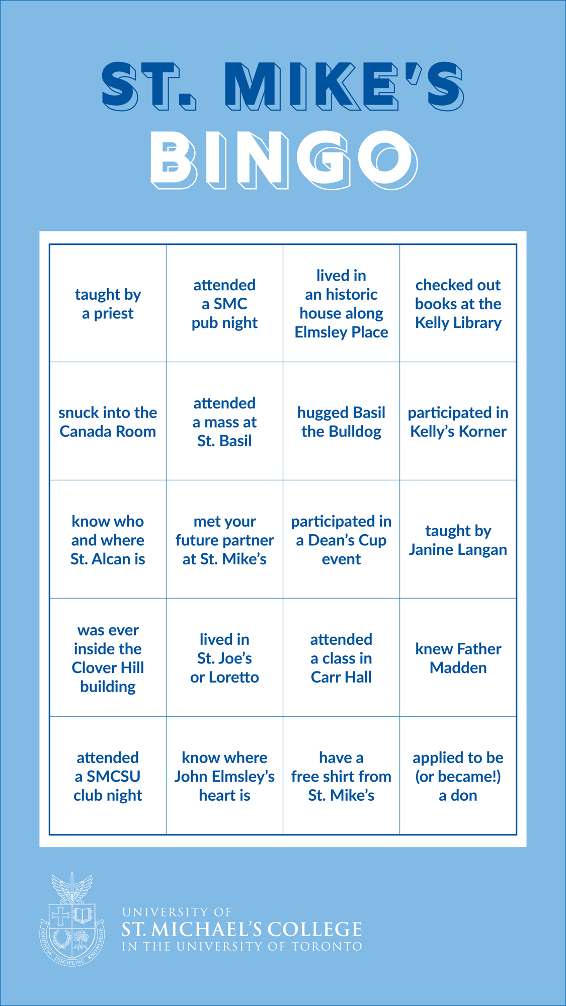 ST. MIKE'S
BINGO
taught by
a priest
attended
a SMC
pub night
lived in
an historic
house along
Elmsley Place
checked out
books at the
Kelly Library
snuck into the
Canada Room
attended
a mass at
St. Basil
hugged Basil
the Bulldog
participated in
Kelly's Korner
know who
and where
St. Alcan is
met your
future partner
at St. Mike's
participated in
a Dean's Cup
event
taught by
Janine Langan
was ever
inside the
Clover Hill
building
lived in
St. Joe's
or Loretto
attended
a class in
Carr Hall
knew Father
Madden
attended
a SMCSU
club night
know where
John Elmsley's
heart is
have a
free shirt from
St. Mike's
applied to be
(or became!)
a don
UNIVERSITY OF
ST. MICHAEL'S COLLEGE
IN THE UNIVERSITY OF TORONTO